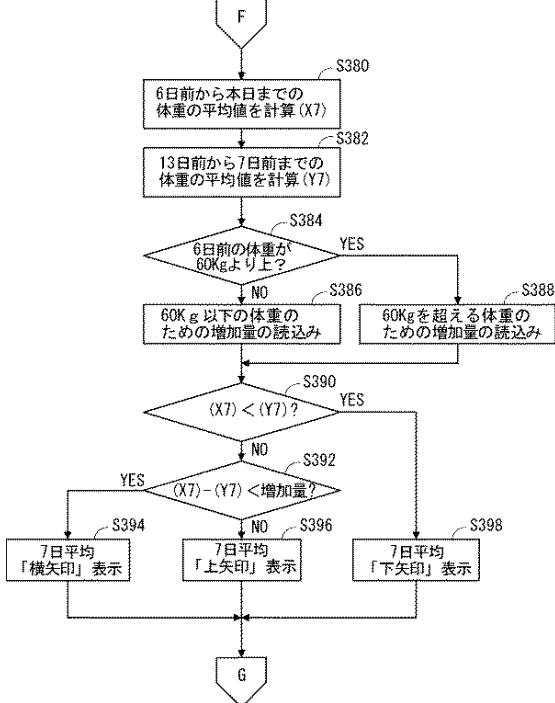 F
S380
6日前から本日までの
体重の平均値を計算(X7)
S382
13日前から7日前までの
体重の平均値を計算(Y7)
S384
6日前の体重が
60Kgより上?
YES
NO
S386
60Kg以下の体重の
ための増加量の読込み
S388
60Kgを超える体重の
ための増加量の読込み
S390
(X7)<(Y7)?
YES
NO
S392
(X7)-(Y7)<増加量?
YES
NO
S394
7日平均
「横矢印」表示
S396
7日平均
「上矢印」表示
S398
7日平均
「下矢印」表示
G